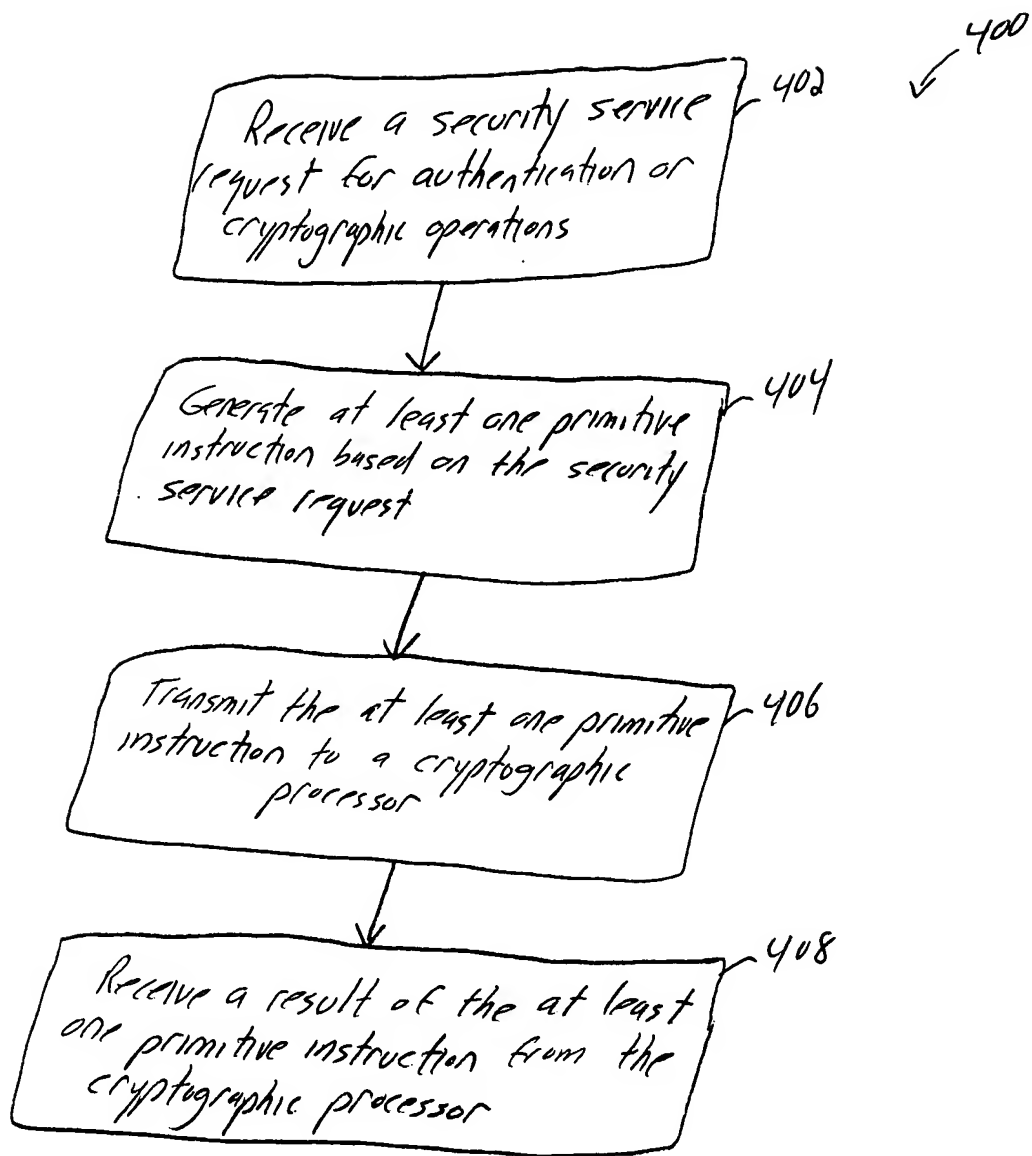 400
402
Receive a security service
request for authentication or
cryptographic operations
404
Generate at least one primitive
instruction based on the security
service request
406
Transmit the at least one primitive
instruction to a cryptographic
processor
408
Receive a result of the at least
one primitive instruction from the
cryptographic processor